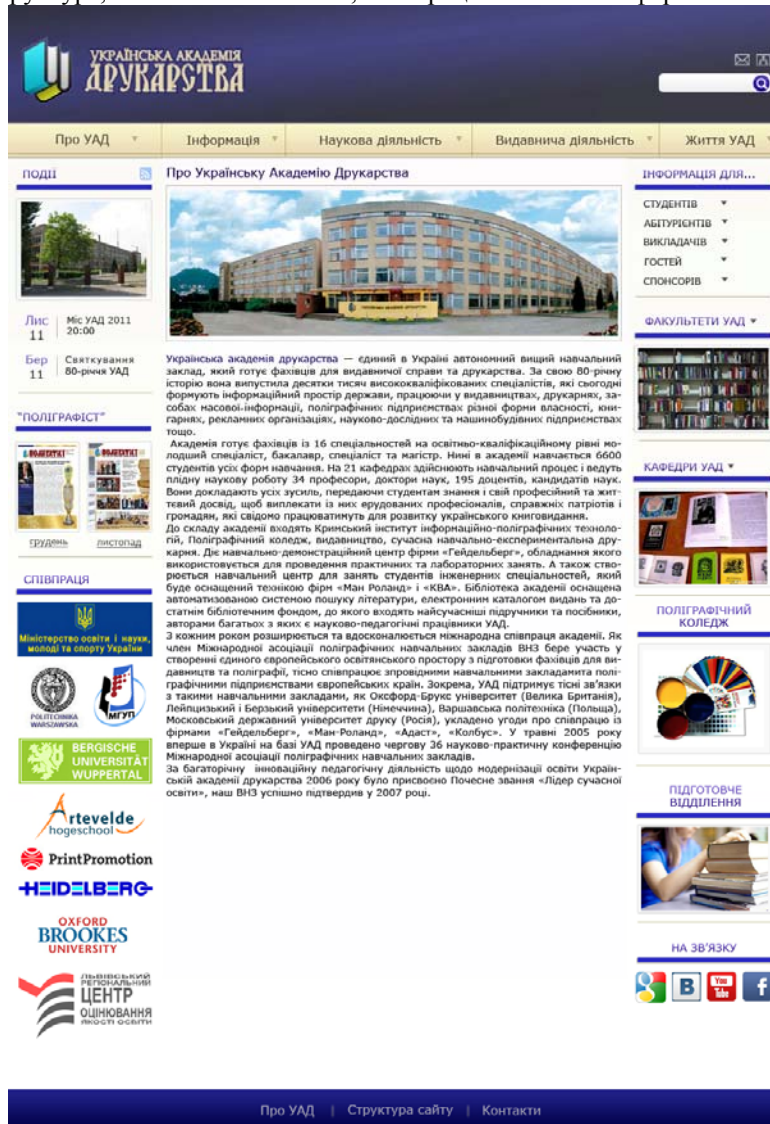 УКРАЇНСЬКА АКАДЕМІЯ
ДРУКАРСТВА
Про УАД
Інформація
Наукова діяльність
Видавнича діяльність
Життя УАД
ПОДІЇ
Лис 11
Міс УАД 2011
20:00
Бер 11
Святкування
80-річчя УАД
"ПОЛІГРАФІСТ"
грудень
листопад
СПІВПРАЦЯ
Міністерство освіти і науки,
молоді та спорту України
POLITECHNIKA
WARSZAWSKA
МГУП
BERGISCHE
UNIVERSITÄT
WUPPERTAL
Artevelde
hogeschool
PrintPromotion
HEIDELBERG
OXFORD
BROOKES
UNIVERSITY
ЛЬВІВСЬКИЙ
РЕГІОНАЛЬНИЙ
ЦЕНТР
ОЦІНЮВАННЯ
ЯКОСТІ ОСВІТИ
Про Українську Академію Друкарства
Українська академія друкарства — єдиний в Україні автономний вищий навчальний
заклад, який готує фахівців для видавничої справи та друкарства. За свою 80-річну
історію вона випустила десятки тисяч висококваліфікованих спеціалістів, які сьогодні
формують інформаційний простір держави, працюючи у видавництвах, друкарнях, за-
собах масової-інформації, поліграфічних підприємствах різної форми власності, кни-
гарнях, рекламних організаціях, науково-дослідних та машинобудівних підприємствах
тощо.
Академія готує фахівців із 16 спеціальностей на освітньо-кваліфікаційному рівні мо-
лодший спеціаліст, бакалавр, спеціаліст та магістр. Нині в академії навчається 6600
студентів усіх форм навчання. На 21 кафедрах здійснюють навчальний процес і ведуть
плідну наукову роботу 34 професори, доктори наук, 195 доцентів, кандидатів наук.
Вони докладають усіх зусиль, передаючи студентам знання і свій професійний та жит-
тєвий досвід, щоб виплекати із них ерудованих професіоналів, справжніх патріотів і
громадян, які свідомо працюватимуть для розвитку українського книговидання.
До складу академії входять Кримський інститут інформаційно-поліграфічних техноло-
гій, Поліграфічний коледж, видавництво, сучасна навчально-експериментальна дру-
карня. Діє навчально-демонстраційний центр фірми «Гейдельберг», обладнання якого
використовується для проведення практичних та лабораторних занять. А також ство-
рюється навчальний центр для занять студентів інженерних спеціальностей, який
буде оснащений технікою фірм «Ман Роланд» і «КВА». Бібліотека академії оснащена
автоматизованою системою пошуку літератури, електронним каталогом видань та до-
статнім бібліотечним фондом, до якого входять найсучасніші підручники та посібники,
авторами багатьох з яких є науково-педагогічні працівники УАД.
З кожним роком розширюється та вдосконалюється міжнародна співпраця академії. Як
член Міжнародної асоціації поліграфічних навчальних закладів ВНЗ бере участь у
створенні єдиного європейського освітянського простору з підготовки фахівців для ви-
давництв та поліграфії, тісно співпрацює зпровідними навчальними закладамита полі-
графічними підприємствами європейських країн. Зокрема, УАД підтримує тісні зв’язки
з такими навчальними закладами, як Оксфорд-Брукс університет (Велика Британія),
Лейпцизький і Берзький університети (Німеччина), Варшавська політехніка (Польща),
Московський державний університет друку (Росія), укладено угоди про співпрацю із
фірмами «Гейдельберг», «Ман-Роланд», «Адаст», «Колбус». У травні 2005 року
вперше в Україні на базі УАД проведено чергову 36 науково-практичну конференцію
Міжнародної асоціації поліграфічних навчальних закладів.
За багаторічну інноваційну педагогічну діяльність щодо модернізації освіти Україн-
ській академії друкарства 2006 року було присвоєно Почесне звання «Лідер сучасної
освіти», наш ВНЗ успішно підтвердив у 2007 році.
ІНФОРМАЦІЯ ДЛЯ...
СТУДЕНТІВ
АБІТУРІЄНТІВ
ВИКЛАДАЧІВ
ГОСТЕЙ
СПОНСОРІВ
ФАКУЛЬТЕТИ УАД
КАФЕДРИ УАД
ПОЛІГРАФІЧНИЙ
КОЛЕДЖ
ПІДГОТОВЧЕ
ВІДДІЛЕННЯ
НА ЗВ'ЯЗКУ
B
You
Tube
f
Про УАД | Структура сайту | Контакти